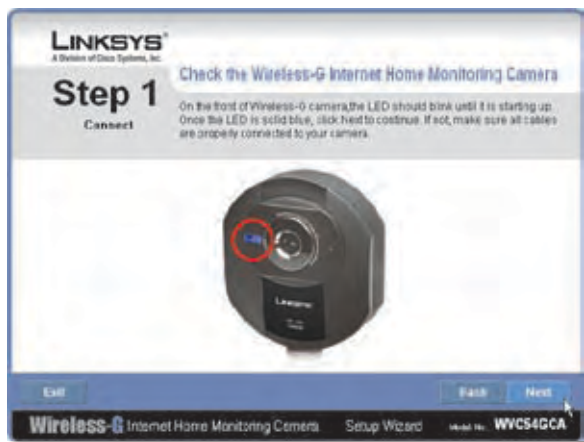 LINKSYS®
A Division of Cisco Systems, Inc.
Step 1
Connect
Check the Wireless-G Internet Home Monitoring Camera
On the front of Wireless-G camera,the LED should blink until it is starting up.
Once the LED is solid blue, click Next to continue. If not, make sure all cables
are properly connected to your camera.
LINKSYS
Exit
Back
Next
Wireless-G Internet Home Monitoring Camera
Setup Wizard
Model No.
WVC54GCA